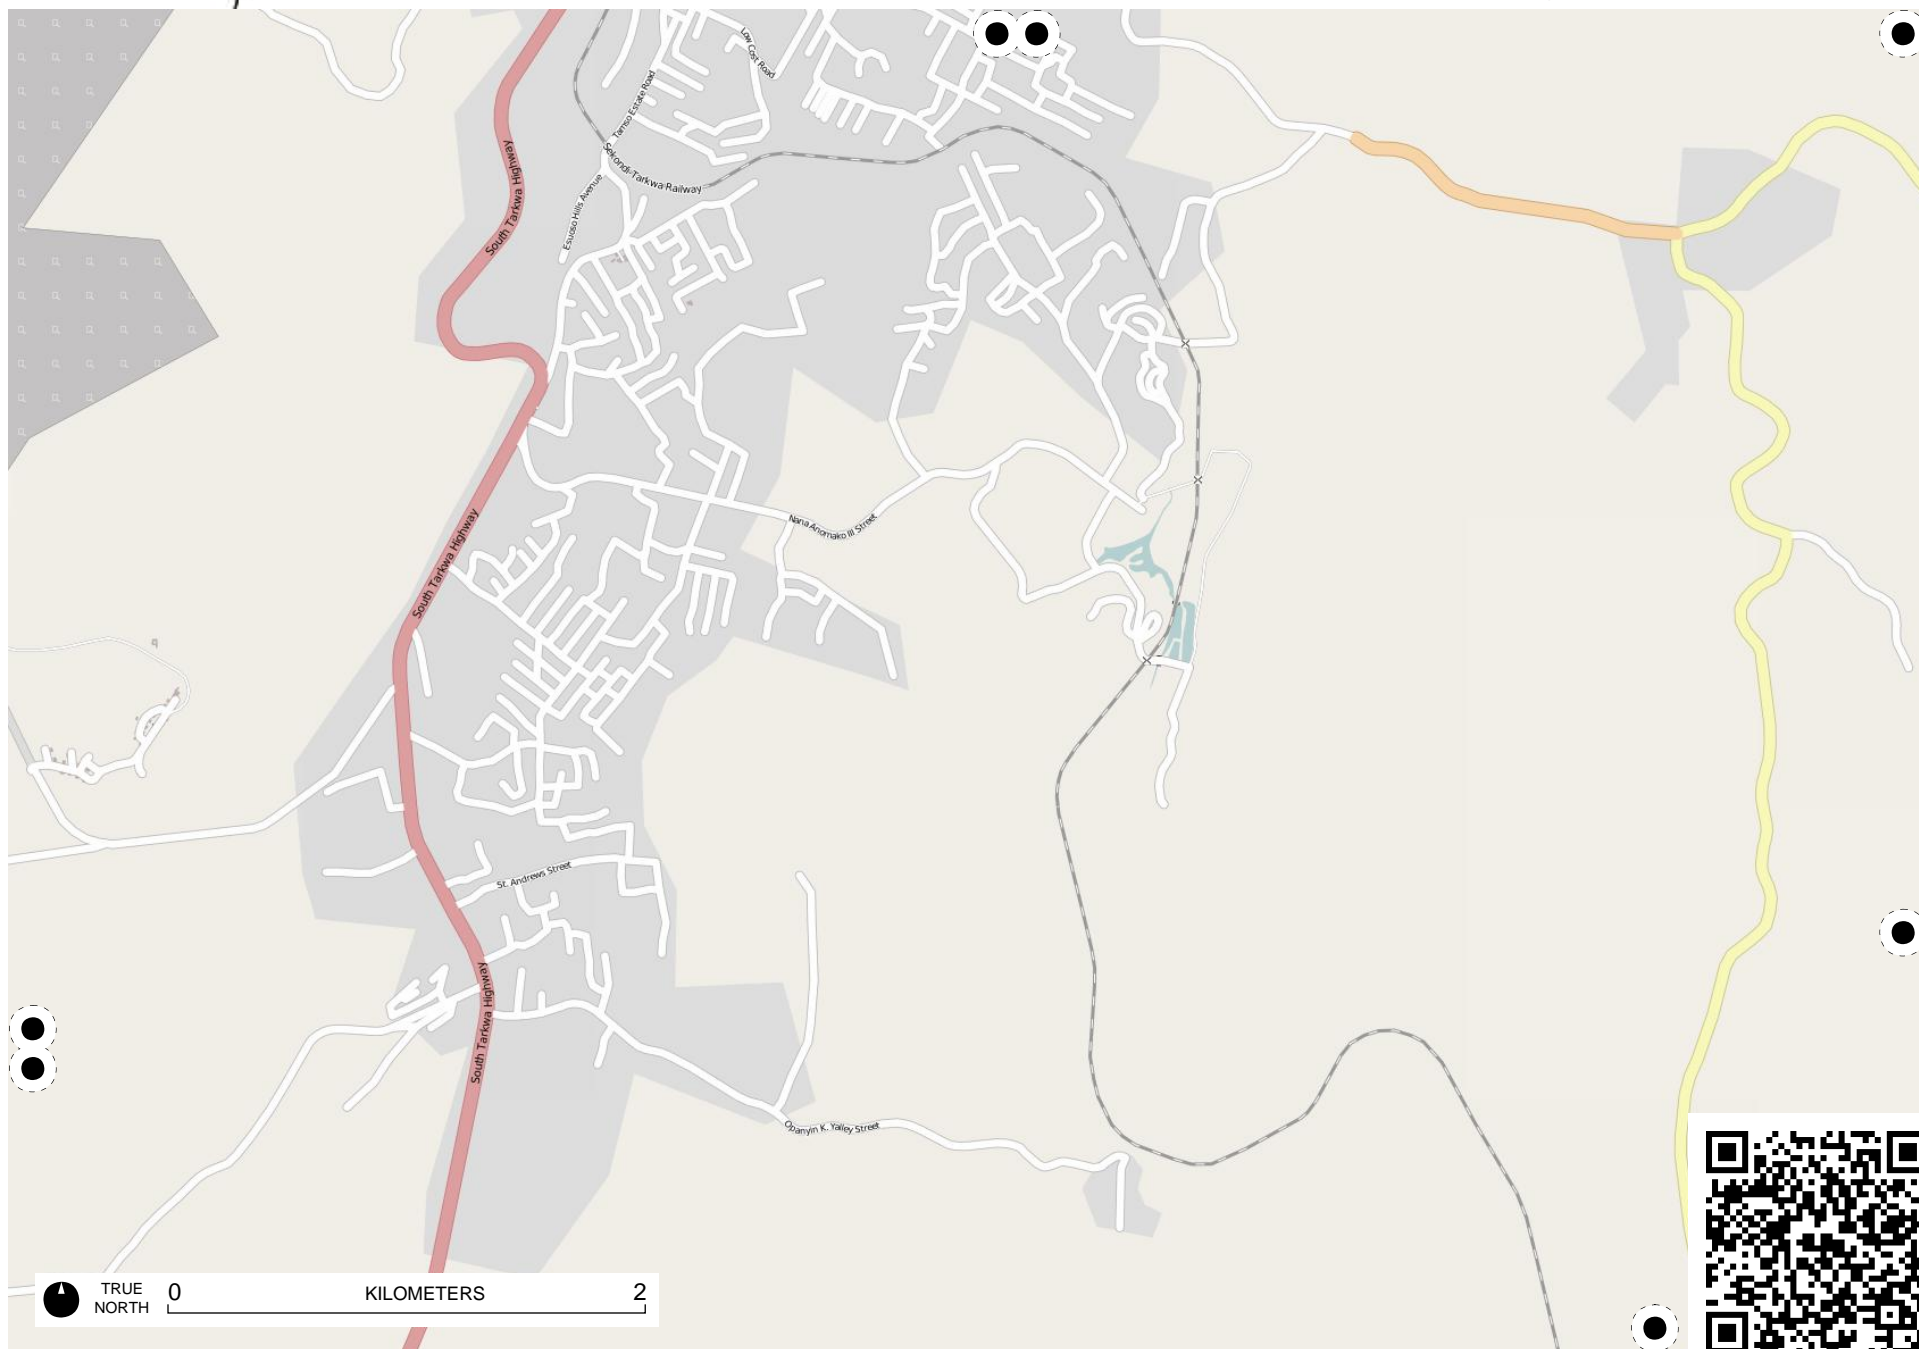 Low Cost Road
Tamso Estate Road
South Tarkwa Highway
Sekondi-Tarkwa Railway
Esuoso Hills Avenue
Nana Anomako III Street
South Tarkwa Highway
St. Andrews Street
South Tarkwa Highway
Opanyin K. Yalley Street
TRUE
NORTH
0 KILOMETERS 2